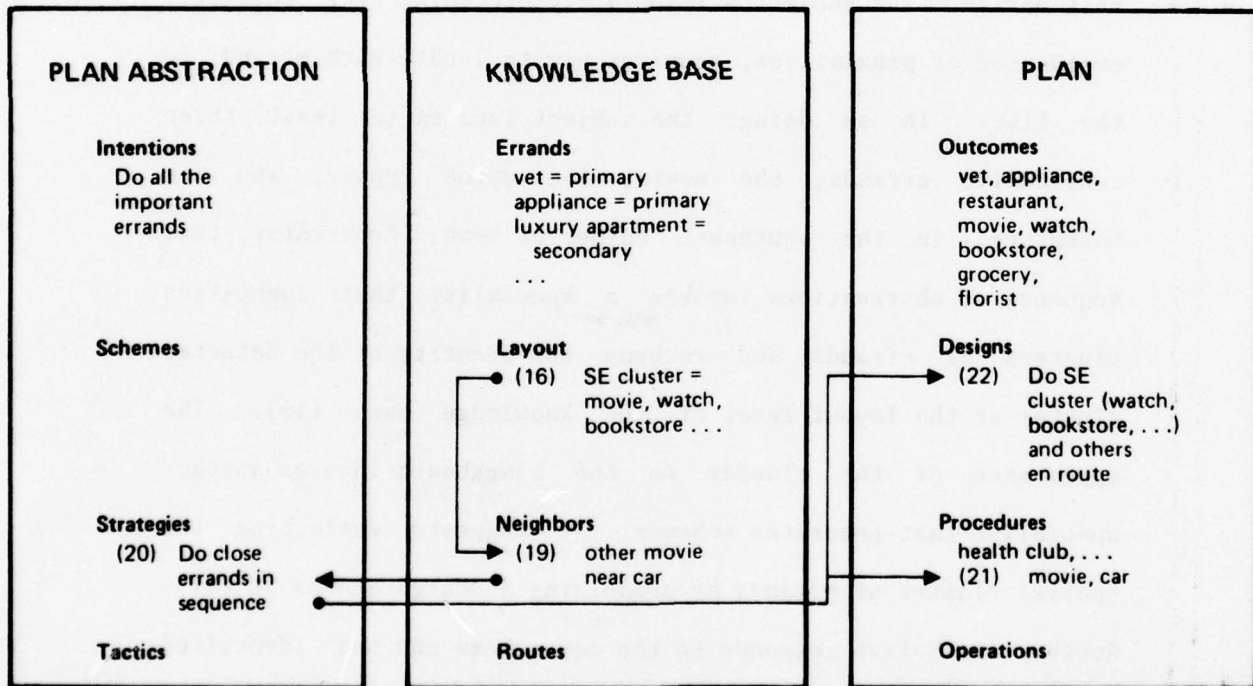 PLAN ABSTRACTION
Intentions
Do all the
important
errands
Schemes
Strategies
(20) Do close
errands in
sequence
Tactics
KNOWLEDGE BASE
Errands
vet = primary
appliance = primary
luxury apartment =
secondary
. . .
Layout
(16) SE cluster =
movie, watch,
bookstore . . .
Neighbors
(19) other movie
near car
Routes
PLAN
Outcomes
vet, appliance,
restaurant,
movie, watch,
bookstore,
grocery,
florist
Designs
(22) Do SE
cluster (watch,
bookstore, . . .)
and others
en route
Procedures
health club, . . . .
(21) movie, car
Operations